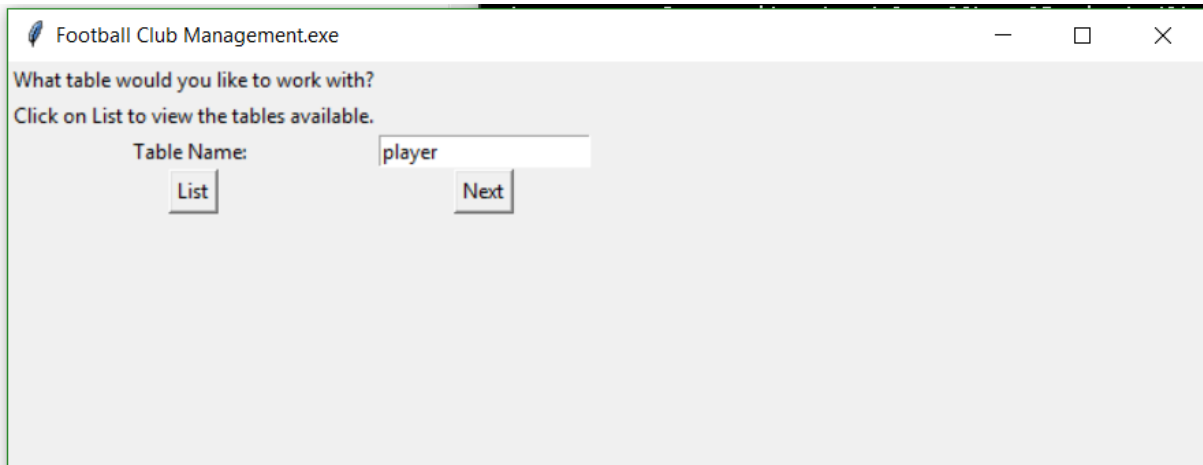 Football Club Management.exe
What table would you like to work with?
Click on List to view the tables available.
Table Name: player
List Next